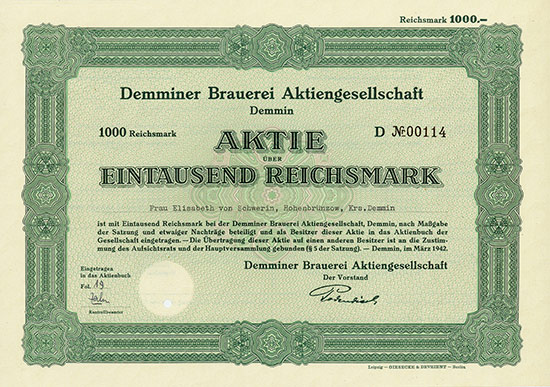 Reichsmark 1000.—
Demminer Brauerei Aktiengesellschaft
Demmin
1000 Reichsmark
D № 00114
AKTIE
ÜBER
EINTAUSEND REICHSMARK
Frau Elisabeth von Schwerin, Hohenbrünzow, Krs.Demmin
ist mit Eintausend Reichsmark bei der Demminer Brauerei Aktiengesellschaft, Demmin, nach Maßgabe
der Satzung und etwaiger Nachträge beteiligt und als Besitzer dieser Aktie in das Aktienbuch der
Gesellschaft eingetragen. — Die Übertragung dieser Aktie auf einen anderen Besitzer ist an die Zustim-
mung des Aufsichtsrats und der Hauptversammlung gebunden (§ 5 der Satzung). — Demmin, im März 1942.
Eingetragen
in das Aktienbuch
Fol. 19
Kontrollbeamter
Demminer Brauerei Aktiengesellschaft
Der Vorstand
Leipzig — GIESECKE & DEVRIENT — Berlin